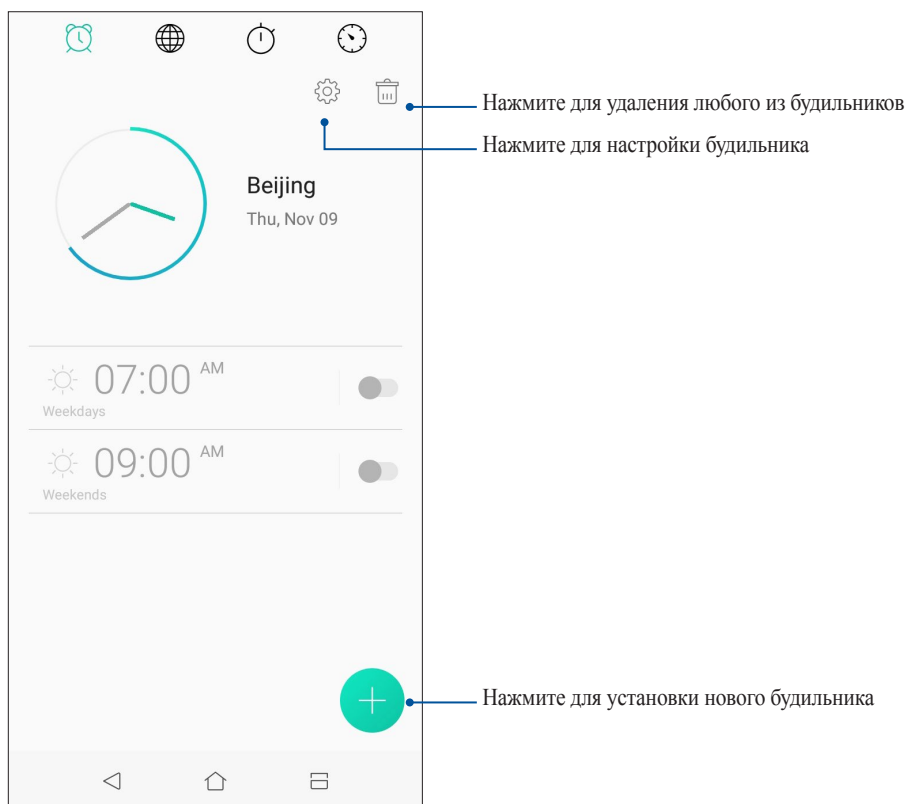 Нажмите для удаления любого из будильников
Нажмите для настройки будильника
Beijing
Thu, Nov 09
07:00 AM
Weekdays
09:00 AM
Weekends
Нажмите для установки нового будильника